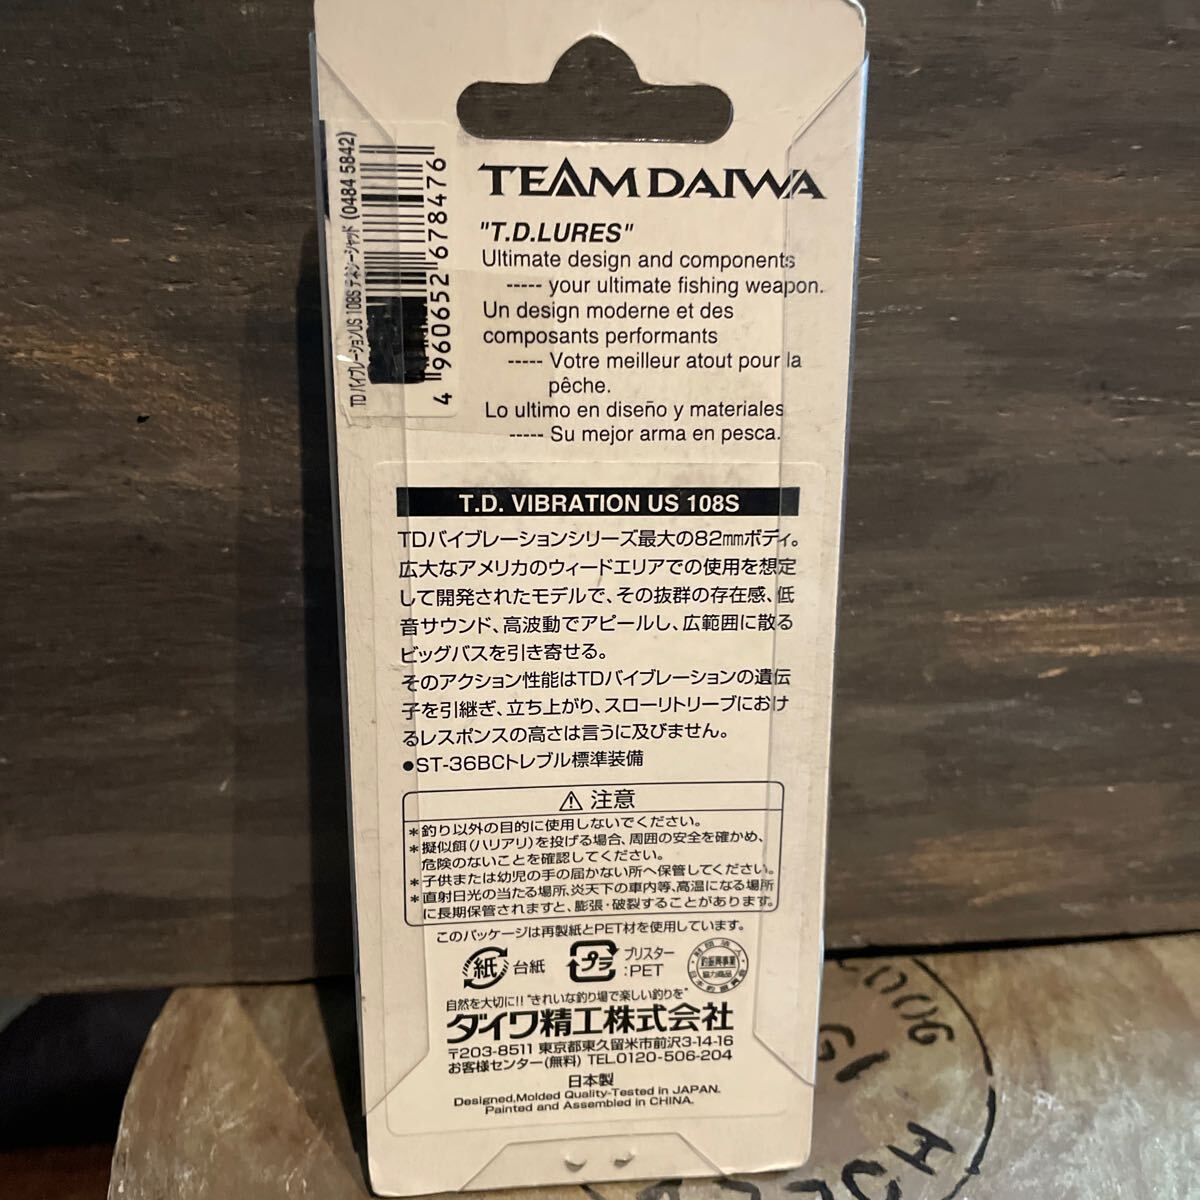 TEAM DAIWA
"T.D.LURES"
Ultimate design and components
----- your ultimate fishing weapon.
Un design moderne et des
composants performants
----- Votre meilleur atout pour la
pêche.
Lo ultimo en diseño y materiales
----- Su mejor arma en pesca.
TDバイブレーションUS 108S テネシーシャッド (0484 5842)
4 960652 678476
T.D. VIBRATION US 108S
TDバイブレーションシリーズ最大の82mmボディ。
広大なアメリカのウィードエリアでの使用を想定
して開発されたモデルで、その抜群の存在感、低
音サウンド、高波動でアピールし、広範囲に散る
ビッグバスを引き寄せる。
そのアクション性能はTDバイブレーションの遺伝
子を引継ぎ、立ち上がり、スローリトリーブにおけ
るレスポンスの高さは言うに及びません。
●ST-36BCトレブル標準装備
⚠ 注意
*釣り以外の目的に使用しないでください。
*擬似餌(ハリアリ)を投げる場合、周囲の安全を確かめ、
危険のないことを確認してください。
*子供または幼児の手の届かない所へ保管してください。
*直射日光の当たる場所、炎天下の車内等、高温になる場所
に長期保管されますと、膨張・破裂することがあります。
このパッケージは再製紙とPET材を使用しています。
紙 台紙 プラ ブリスター
:PET
財団法人
釣振興事業
協力商品
日本釣振興会
自然を大切に!! "きれいな釣り場で楽しい釣りを"
ダイワ精工株式会社
〒203-8511 東京都東久留米市前沢3-14-16
お客様センター(無料) TEL.0120-506-204
日本製
Designed,Molded Quality-Tested in JAPAN.
Painted and Assembled in CHINA.